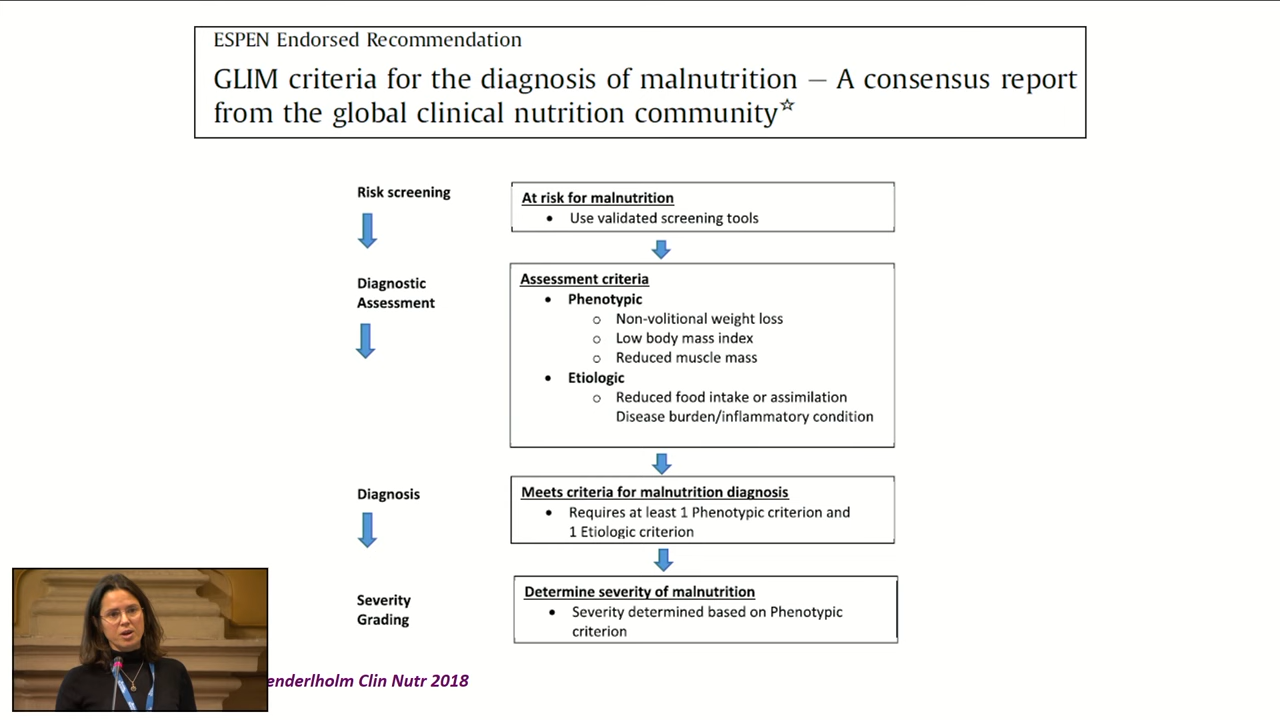 ESPEN Endorsed Recommendation
GLIM criteria for the diagnosis of malnutrition — A consensus report
from the global clinical nutrition community☆
Risk screening
At risk for malnutrition
• Use validated screening tools
Diagnostic
Assessment
Assessment criteria
• Phenotypic
o Non-volitional weight loss
o Low body mass index
o Reduced muscle mass
• Etiologic
o Reduced food intake or assimilation
Disease burden/inflammatory condition
Diagnosis
Meets criteria for malnutrition diagnosis
• Requires at least 1 Phenotypic criterion and
1 Etiologic criterion
Severity
Grading
Determine severity of malnutrition
• Severity determined based on Phenotypic
criterion
enderlholm Clin Nutr 2018